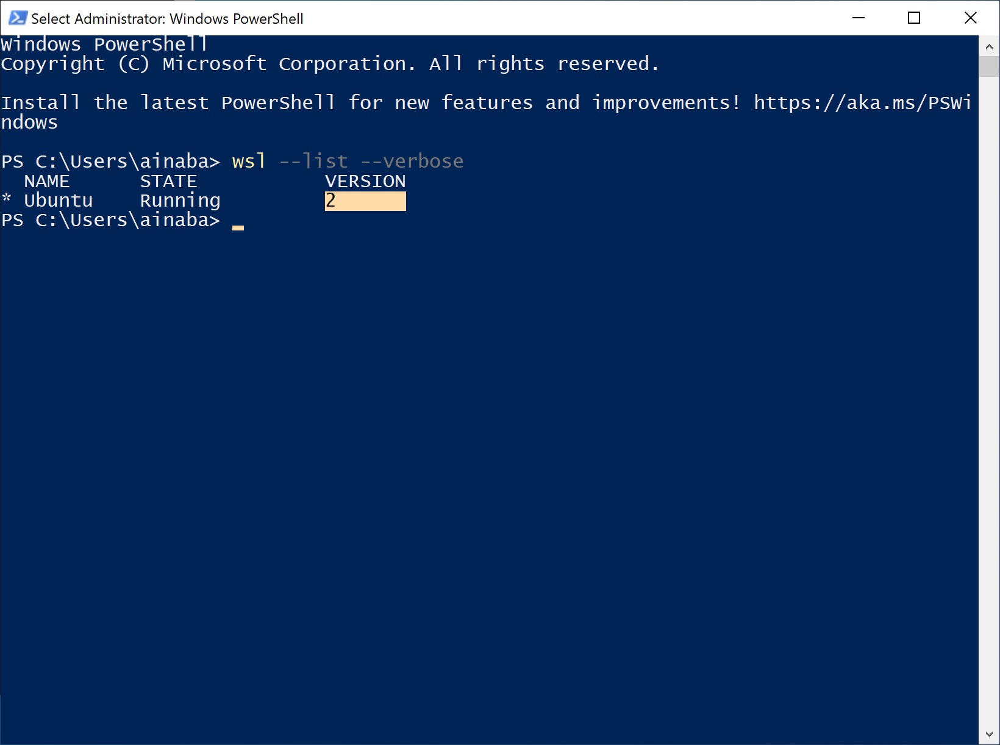 Select Administrator: Windows PowerShell
Windows PowerShell
Copyright (C) Microsoft Corporation. All rights reserved.
Install the latest PowerShell for new features and improvements! https://aka.ms/PSWi
ndows
PS C:\Users\ainaba> wsl --list --verbose
  NAME      STATE           VERSION
* Ubuntu    Running         2
PS C:\Users\ainaba>